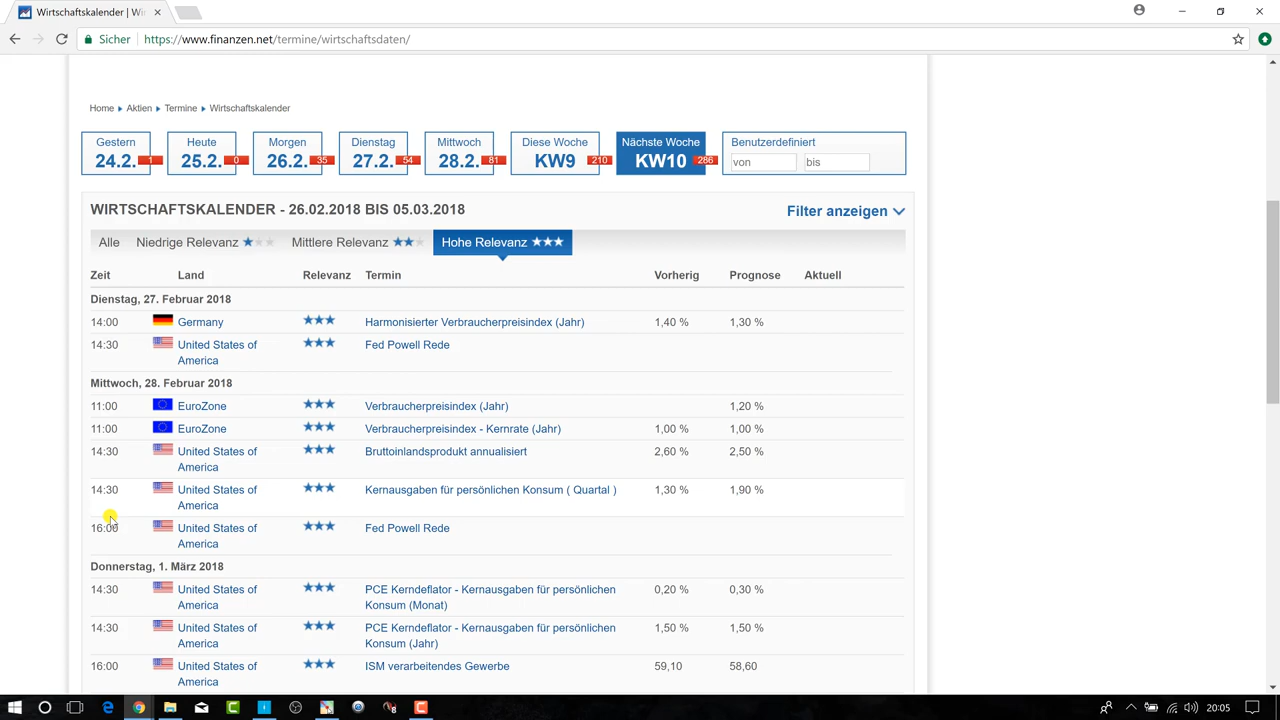 Wirtschaftskalender | Wi
Sicher https://www.finanzen.net/termine/wirtschaftsdaten/
Home Aktien Termine Wirtschaftskalender
Gestern Heute Morgen Dienstag Mittwoch Diese Woche Nächste Woche Benutzerdefiniert
24.2. 1 25.2. 0 26.2. 35 27.2. 54 28.2. 81 KW9 210 KW10 286 von bis
WIRTSCHAFTSKALENDER - 26.02.2018 BIS 05.03.2018 Filter anzeigen
Alle Niedrige Relevanz Mittlere Relevanz Hohe Relevanz
Zeit Land Relevanz Termin Vorherig Prognose Aktuell
Dienstag, 27. Februar 2018
14:00 Germany Harmonisierter Verbraucherpreisindex (Jahr) 1,40 % 1,30 %
14:30 United States of Fed Powell Rede
America
Mittwoch, 28. Februar 2018
11:00 EuroZone Verbraucherpreisindex (Jahr) 1,20 %
11:00 EuroZone Verbraucherpreisindex - Kernrate (Jahr) 1,00 % 1,00 %
14:30 United States of Bruttoinlandsprodukt annualisiert 2,60 % 2,50 %
America
14:30 United States of Kernausgaben für persönlichen Konsum ( Quartal ) 1,30 % 1,90 %
America
16:00 United States of Fed Powell Rede
America
Donnerstag, 1. März 2018
14:30 United States of PCE Kerndeflator - Kernausgaben für persönlichen 0,20 % 0,30 %
America Konsum (Monat)
14:30 United States of PCE Kerndeflator - Kernausgaben für persönlichen 1,50 % 1,50 %
America Konsum (Jahr)
16:00 United States of ISM verarbeitendes Gewerbe 59,10 58,60
America
20:05